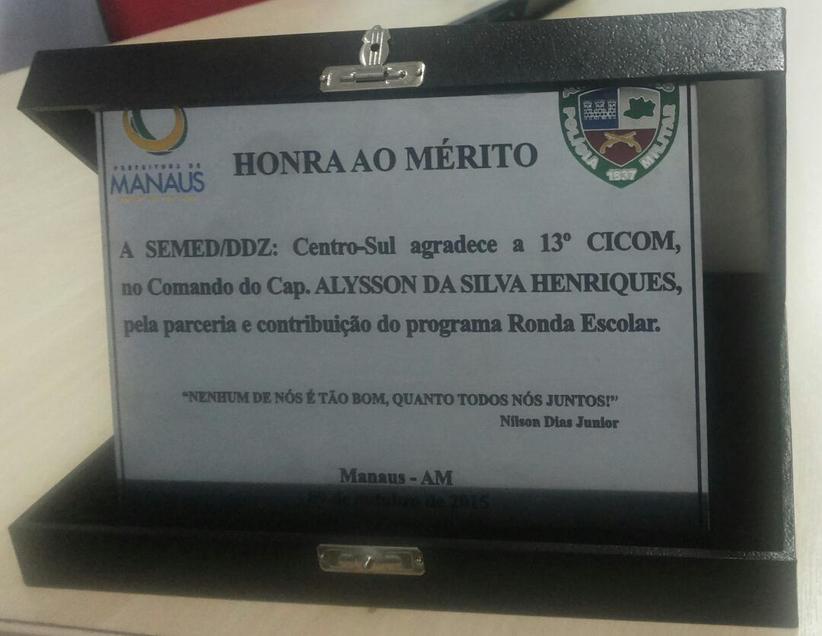 PREFEITURA DE
MANAUS
HONRA AO MÉRITO
POLÍCIA MILITAR
1837
A SEMED/DDZ: Centro-Sul agradece a 13º CICOM,
no Comando do Cap. ALYSSON DA SILVA HENRIQUES,
pela parceria e contribuição do programa Ronda Escolar.
“NENHUM DE NÓS É TÃO BOM, QUANTO TODOS NÓS JUNTOS!”
Nilson Dias Junior
Manaus - AM
de outubro de 2015